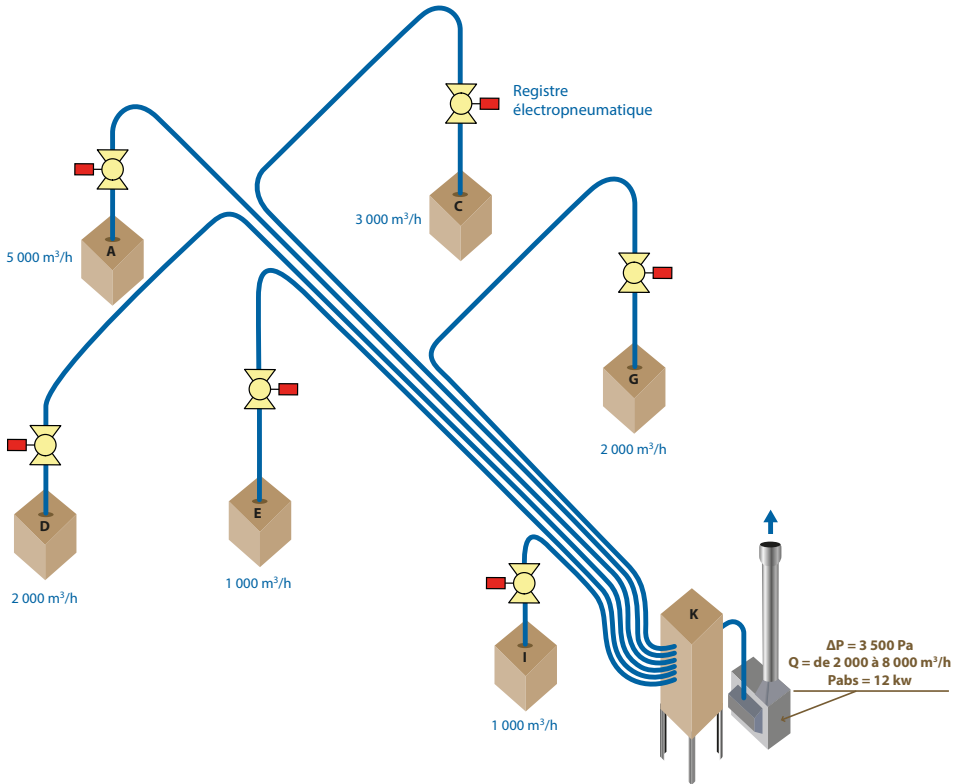 Registre
électropneumatique
C
3 000 m³/h
A
5 000 m³/h
G
2 000 m³/h
D
2 000 m³/h
E
1 000 m³/h
I
1 000 m³/h
K
ΔP = 3 500 Pa
Q = de 2 000 à 8 000 m³/h
Pabs = 12 kw